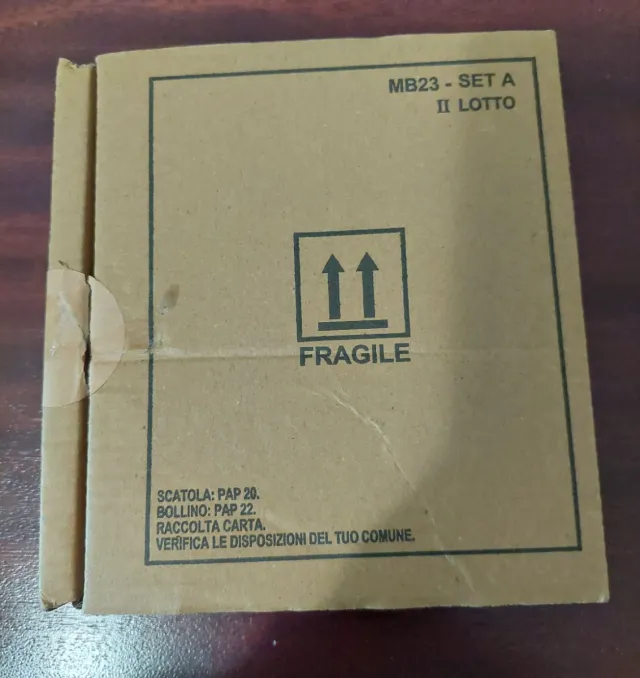 MB23 - SET A
II LOTTO
FRAGILE
SCATOLA: PAP 20.
BOLLINO: PAP 22.
RACCOLTA CARTA.
VERIFICA LE DISPOSIZIONI DEL TUO COMUNE.